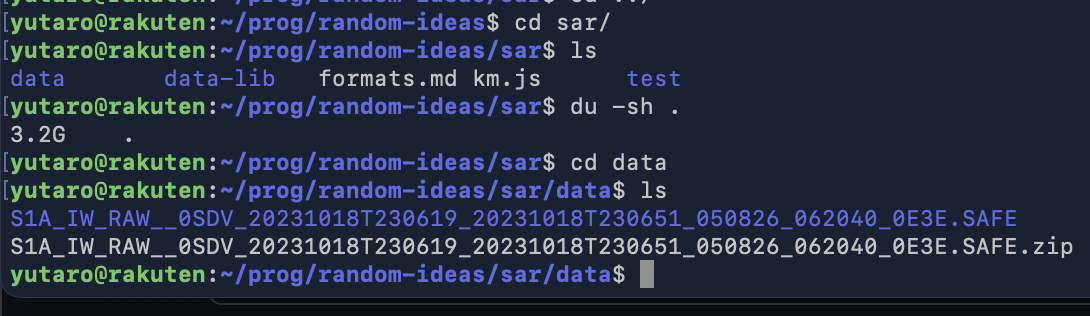 [yutaro@rakuten:~/prog/random-ideas$ cd sar/
[yutaro@rakuten:~/prog/random-ideas/sar$ ls
data data-lib formats.md km.js test
[yutaro@rakuten:~/prog/random-ideas/sar$ du -sh .
3.2G .
[yutaro@rakuten:~/prog/random-ideas/sar$ cd data
[yutaro@rakuten:~/prog/random-ideas/sar/data$ ls
S1A_IW_RAW__0SDV_20231018T230619_20231018T230651_050826_062040_0E3E.SAFE
S1A_IW_RAW__0SDV_20231018T230619_20231018T230651_050826_062040_0E3E.SAFE.zip
yutaro@rakuten:~/prog/random-ideas/sar/data$